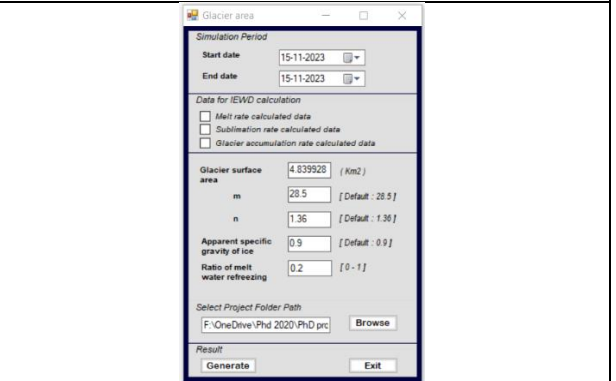 Glacier area
Simulation Period
Start date 15-11-2023
End date 15-11-2023
Data for IEWD calculation
Melt rate calculated data
Sublimation rate calculated data
Glacier accumulation rate calculated data
Glacier surface area 4.839928 (Km2)
m 28.5 [ Default : 28.5 ]
n 1.36 [ Default : 1.36 ]
Apparent specific gravity of ice 0.9 [ Default : 0.9 ]
Ratio of melt water refreezing 0.2 [ 0 - 1 ]
Select Project Folder Path
F:\OneDrive\Phd 2020\PhD prc Browse
Result
Generate Exit